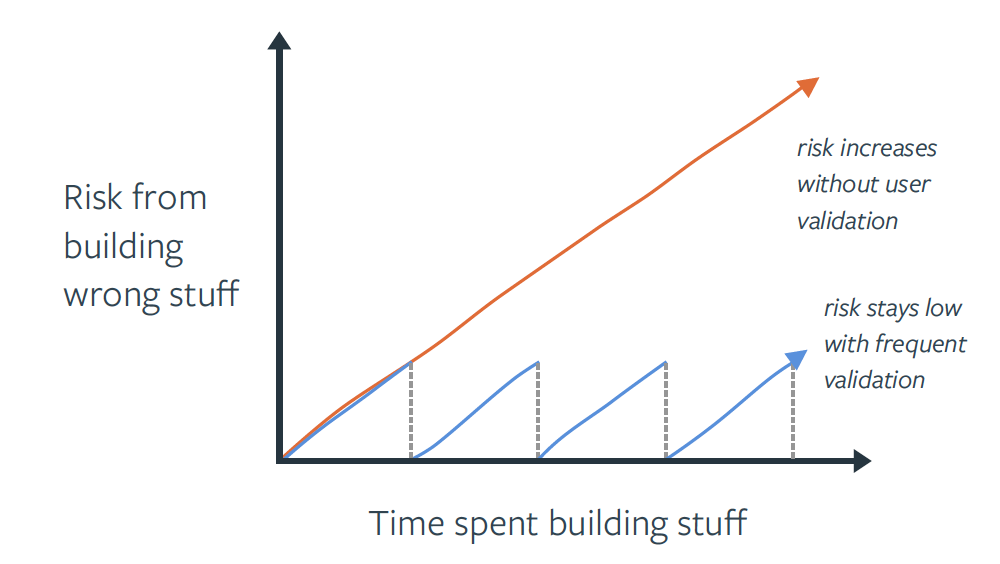 Risk from
building
wrong stuff
risk increases
without user
validation
risk stays low
with frequent
validation
Time spent building stuff